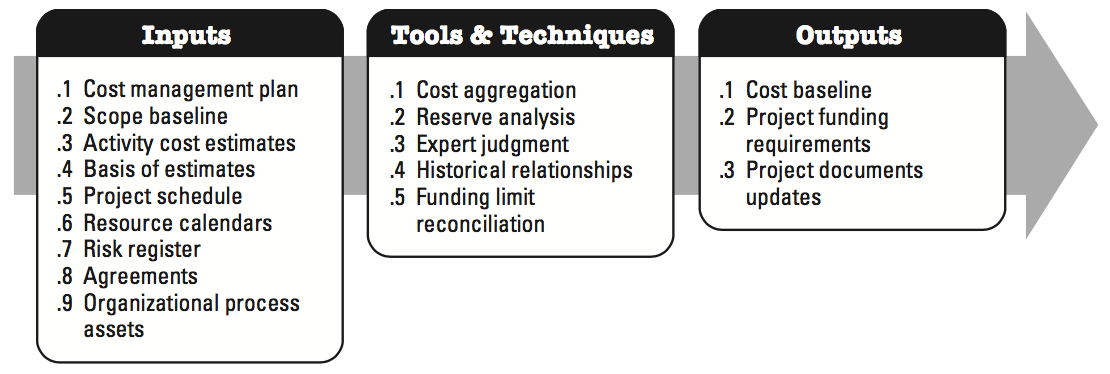 Inputs
.1 Cost management plan
.2 Scope baseline
.3 Activity cost estimates
.4 Basis of estimates
.5 Project schedule
.6 Resource calendars
.7 Risk register
.8 Agreements
.9 Organizational process
assets
Tools & Techniques
.1 Cost aggregation
.2 Reserve analysis
.3 Expert judgment
.4 Historical relationships
.5 Funding limit
reconciliation
Outputs
.1 Cost baseline
.2 Project funding
requirements
.3 Project documents
updates